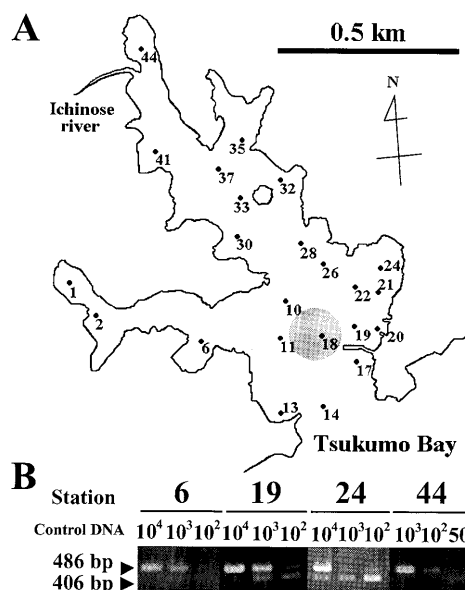 A
0.5 km
N
44
Ichinose
river
41
35
37
32
33
30
28
26
24
22
21
1
2
10
18
19
20
6
11
17
13
14
Tsukumo Bay
B
Station 6 19 24 44
Control DNA 10⁴ 10³ 10² 10⁴ 10³ 10² 10⁴ 10³ 10² 10³ 10² 50
486 bp
406 bp